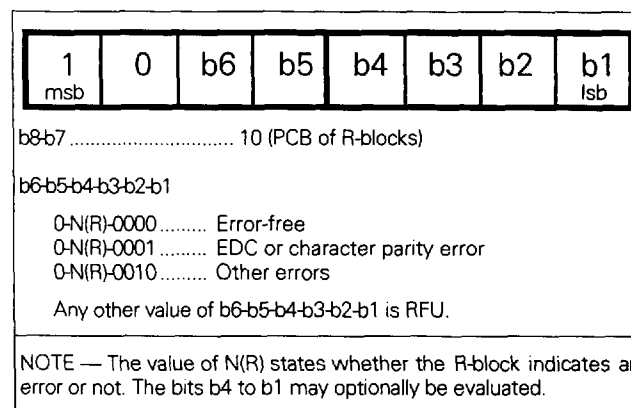 1 0 b6 b5 b4 b3 b2 b1
msb lsb
b8-b7 ................................ 10 (PCB of R-blocks)
b6-b5-b4-b3-b2-b1
0-N(R)-0000 ......... Error-free
0-N(R)-0001 ......... EDC or character parity error
0-N(R)-0010 ......... Other errors
Any other value of b6-b5-b4-b3-b2-b1 is RFU.
NOTE — The value of N(R) states whether the R-block indicates an
error or not. The bits b4 to b1 may optionally be evaluated.